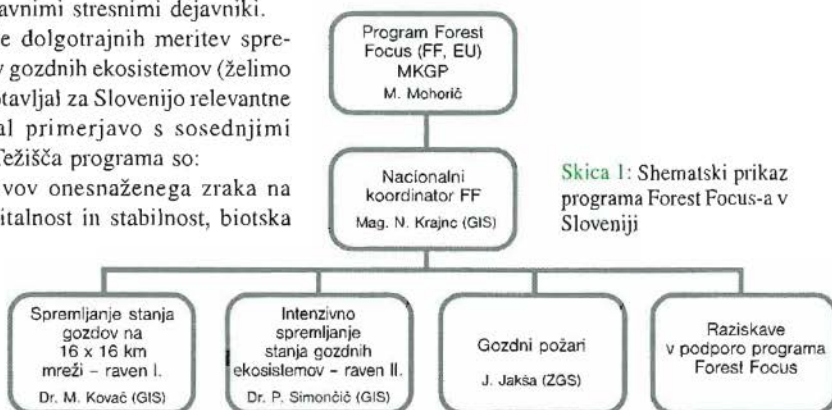 avnimi stresnimi dejavniki.
e dolgotrajnih meritev spre-
v gozdnih ekosistemov (želimo
otavljal za Slovenijo relevantne
al primerjavo s sosednjimi
Težišča programa so:
vov onesnaženega zraka na
italnost in stabilnost, biotska
Program Forest
Focus (FF, EU)
MKGP
M. Mohorič
Nacionalni
koordinator FF
Mag. N. Krajnc (GIS)
Skica 1: Shematski prikaz
programa Forest Focus-a v
Sloveniji
Spremljanje stanja
gozdov na
16 x 16 km
mreži – raven I.
Dr. M. Kovač (GIS)
Intenzivno
spremljanje
stanja gozdnih
ekosistemov – raven II.
Dr. P. Simončič (GIS)
Gozdni požari
J. Jakša (ZGS)
Raziskave
v podporo programa
Forest Focus